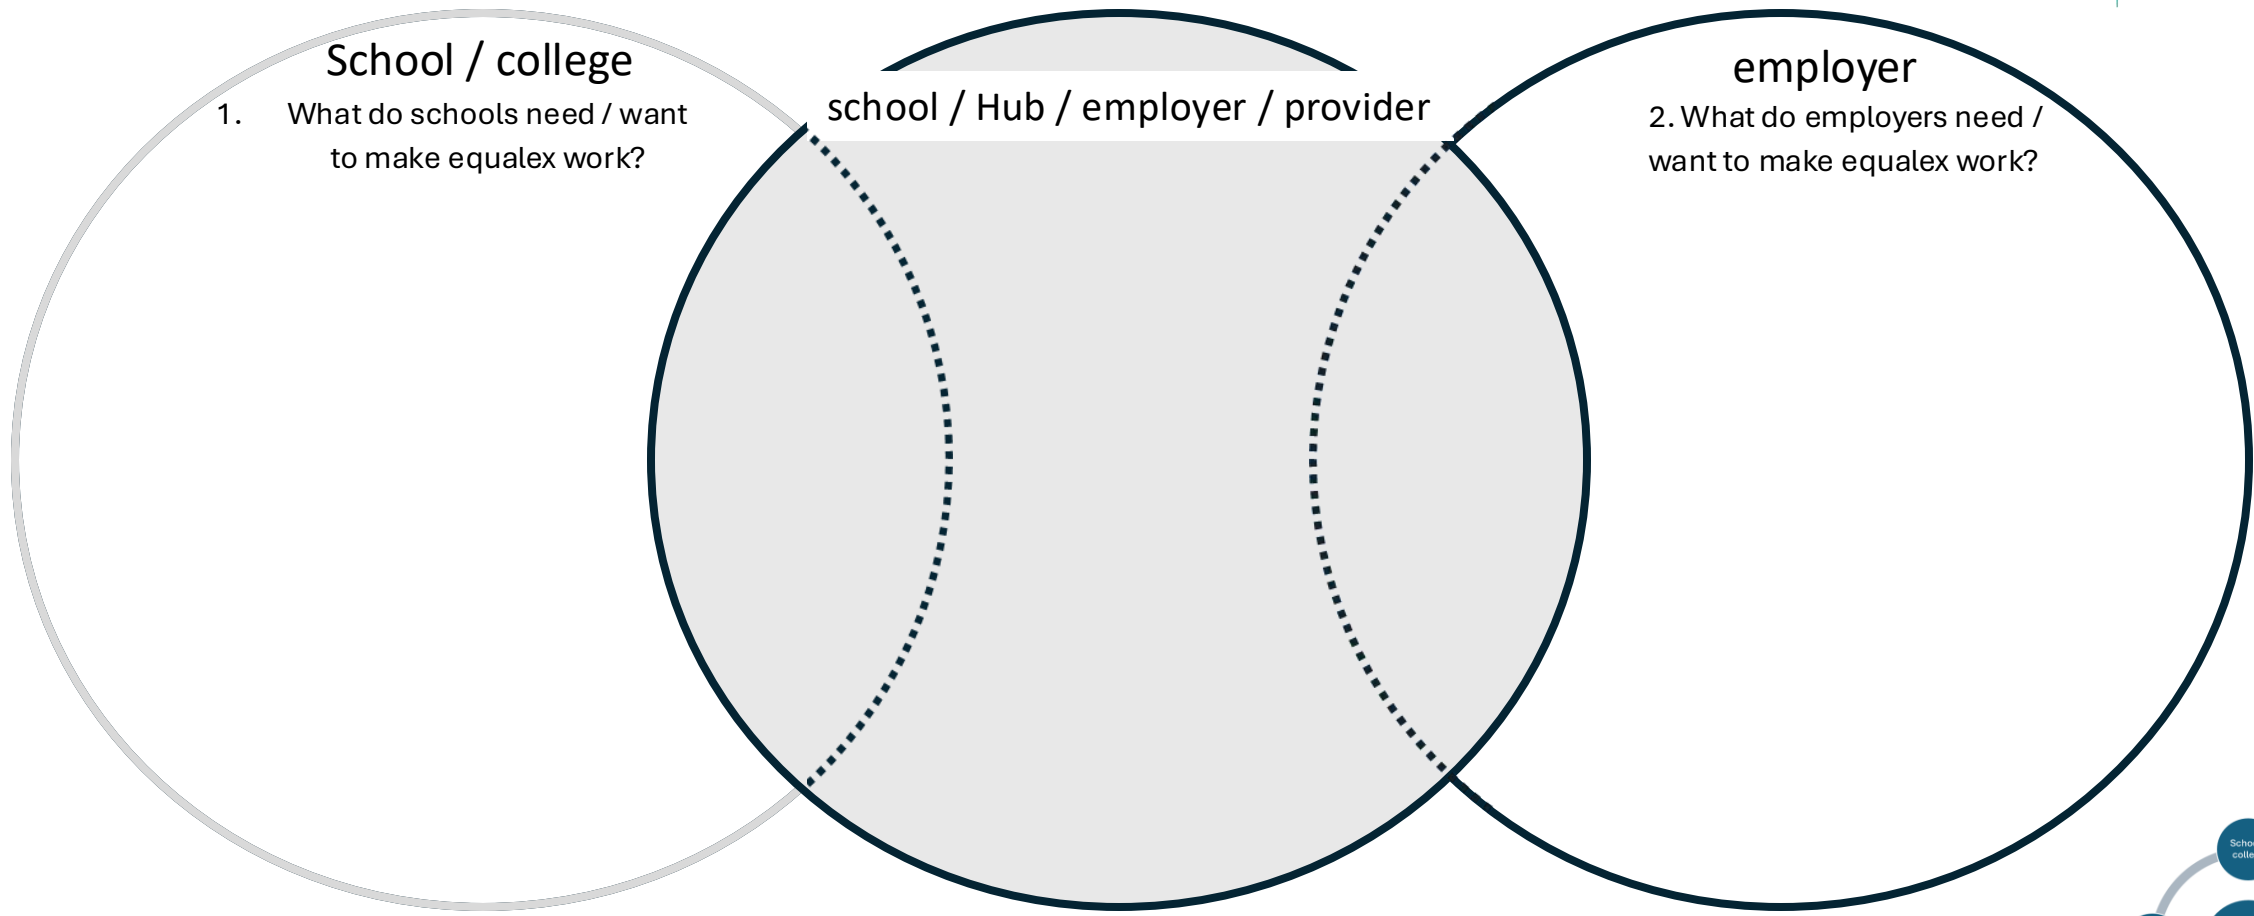 School / college
1. What do schools need / want
to make equalex work?
school / Hub / employer / provider
employer
2. What do employers need /
want to make equalex work?